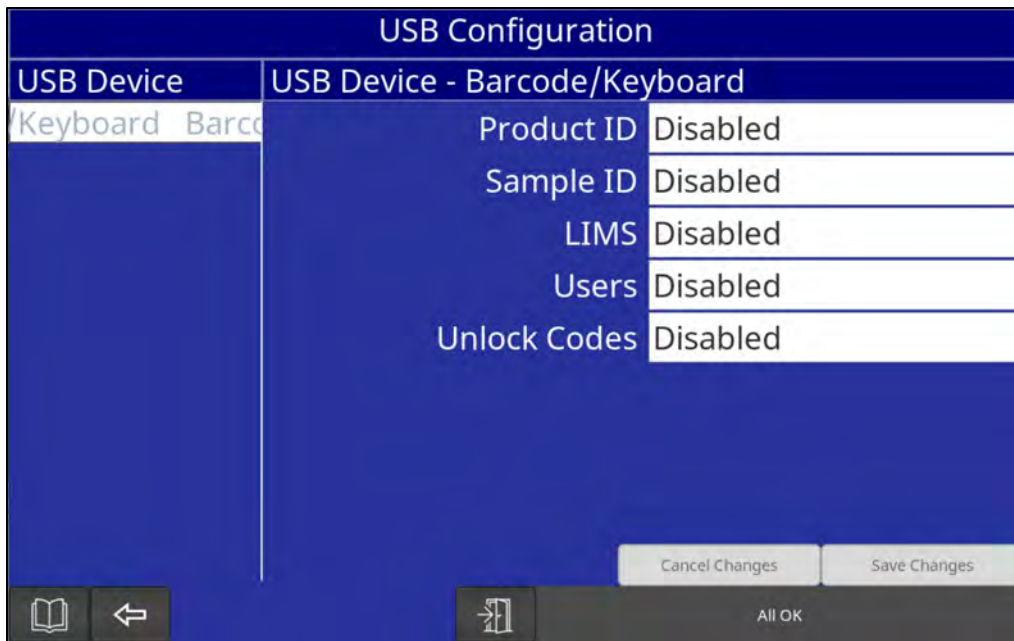 USB Configuration
USB Device
USB Device - Barcode/Keyboard
/Keyboard Barc
Product ID Disabled
Sample ID Disabled
LIMS Disabled
Users Disabled
Unlock Codes Disabled
Cancel Changes
Save Changes
All OK